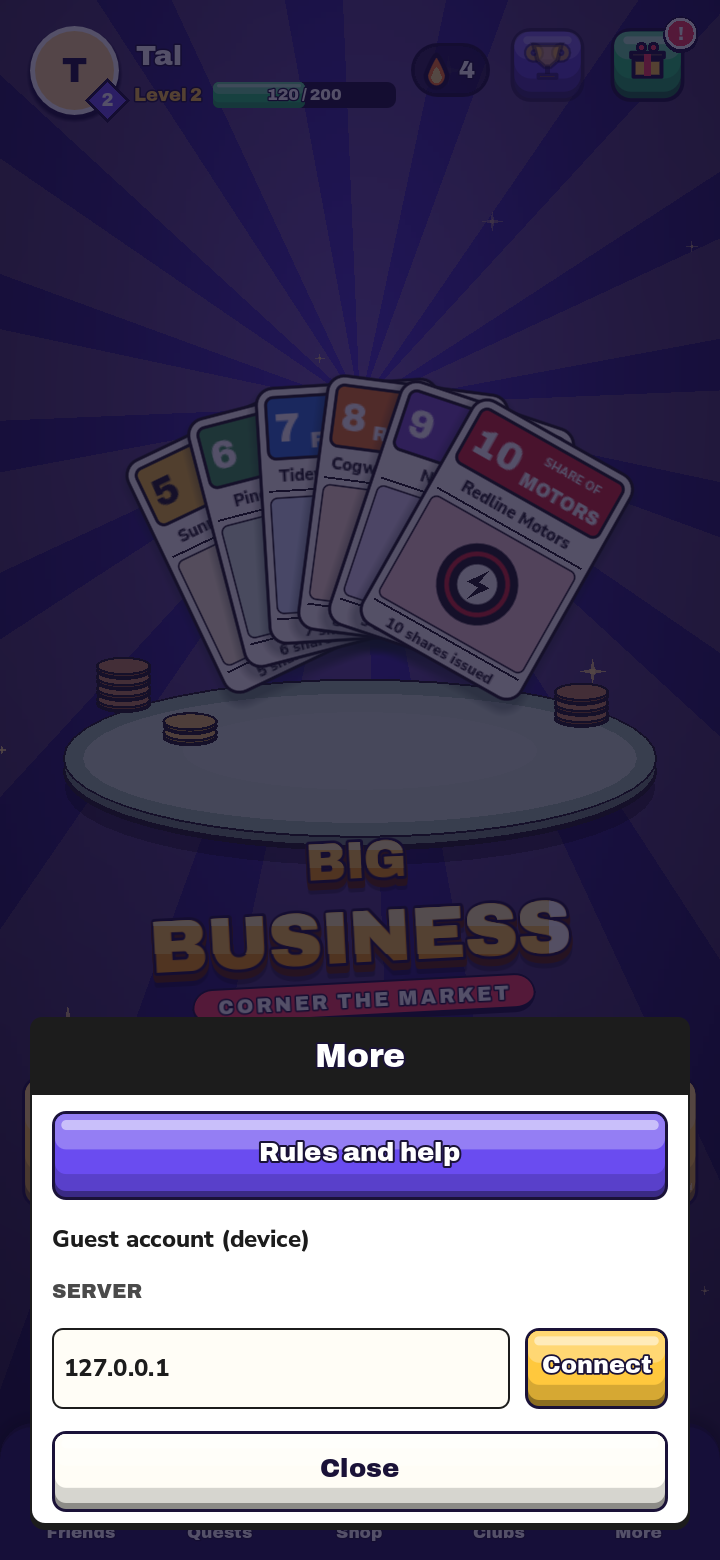 T
Tal
2
Level 2
120/200
4
!
5
6
7
8
9
10
SHARE OF
MOTORS
Redline Motors
10 shares issued
BIG
BUSINESS
CORNER THE MARKET
More
Rules and help
Guest account (device)
SERVER
127.0.0.1
Connect
Close
Friends
Quests
Shop
Clubs
More